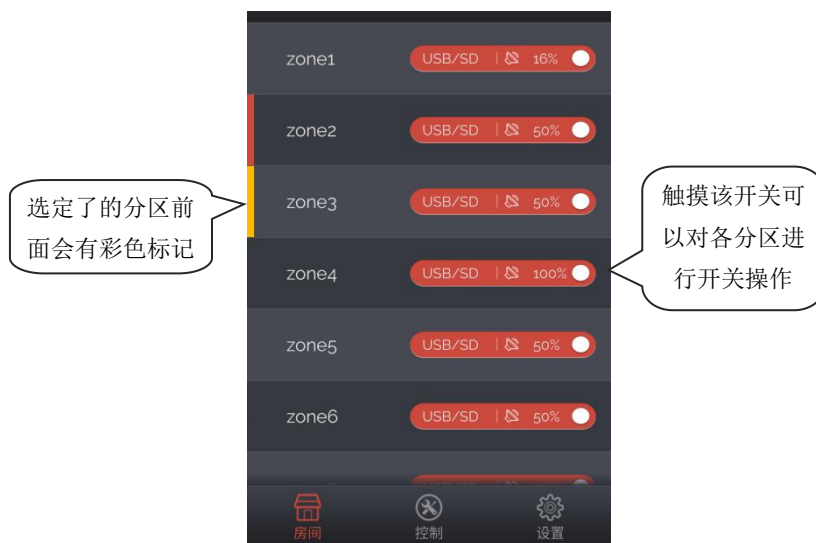 zone1 USB/SD 16%
zone2 USB/SD 50%
选定了的分区前
面会有彩色标记
zone3 USB/SD 50%
触摸该开关可
以对各分区进
行开关操作
zone4 USB/SD 100%
zone5 USB/SD 50%
zone6 USB/SD 50%
房间 控制 设置